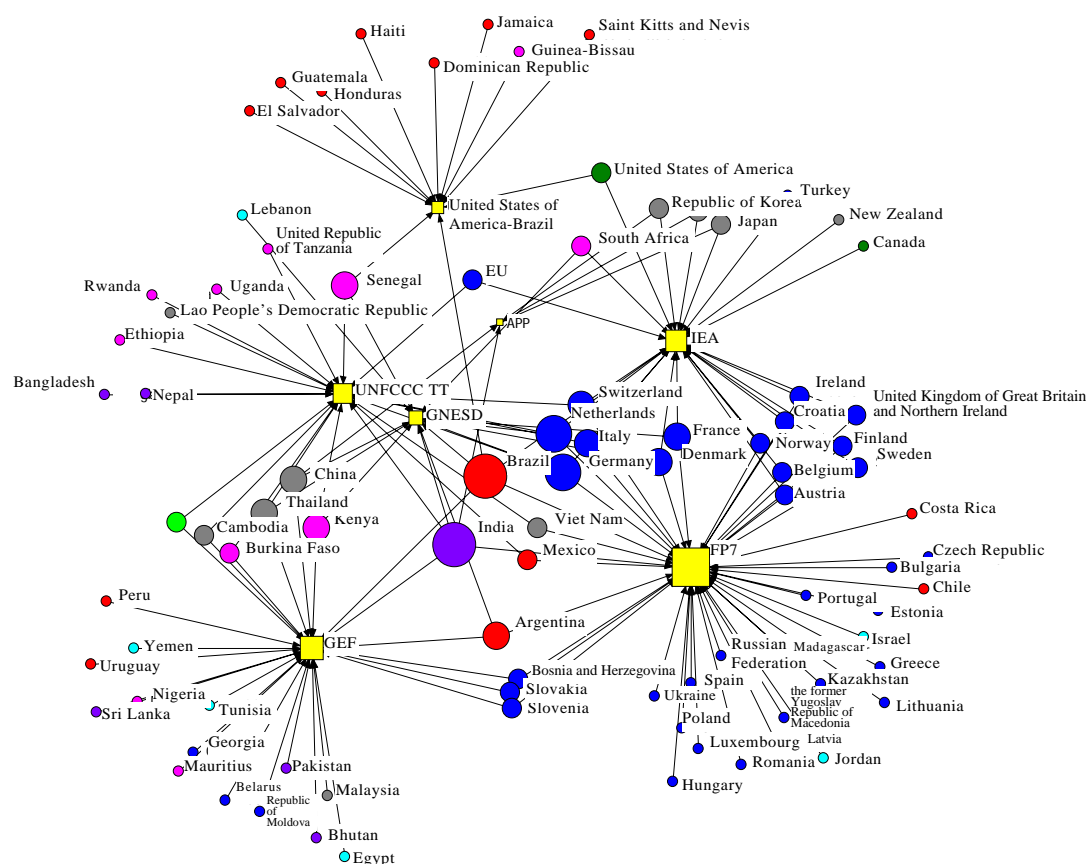 Haiti
Jamaica
Saint Kitts and Nevis
Guinea-Bissau
Dominican Republic
Guatemala
Honduras
El Salvador
United States of America
Turkey
Republic of Korea
New Zealand
Japan
Canada
South Africa
United States of
America-Brazil
Lebanon
United Republic
of Tanzania
Senegal
EU
Rwanda
Uganda
Lao People's Democratic Republic
Ethiopia
APP
IEA
Bangladesh
Nepal
UNFCCC TT
GNESD
Switzerland
Netherlands
Ireland
United Kingdom of Great Britain
and Northern Ireland
Croatia
Italy
France
Norway
Finland
Denmark
Sweden
Brazil
Germany
Belgium
Austria
China
Thailand
Kenya
Cambodia
Burkina Faso
India
Viet Nam
Mexico
Costa Rica
FP7
Czech Republic
Bulgaria
Chile
Portugal
Estonia
Peru
Yemen
Uruguay
GEF
Argentina
Israel
Russian
Federation
Madagascar
Greece
Bosnia and Herzegovina
Slovakia
Slovenia
Spain
Kazakhstan
Ukraine
the former
Yugoslav
Republic of
Macedonia
Lithuania
Nigeria
Sri Lanka
Tunisia
Poland
Georgia
Mauritius
Pakistan
Luxembourg
Latvia
Romania
Jordan
Hungary
Belarus
Malaysia
Republic
of
Moldova
Bhutan
Egypt